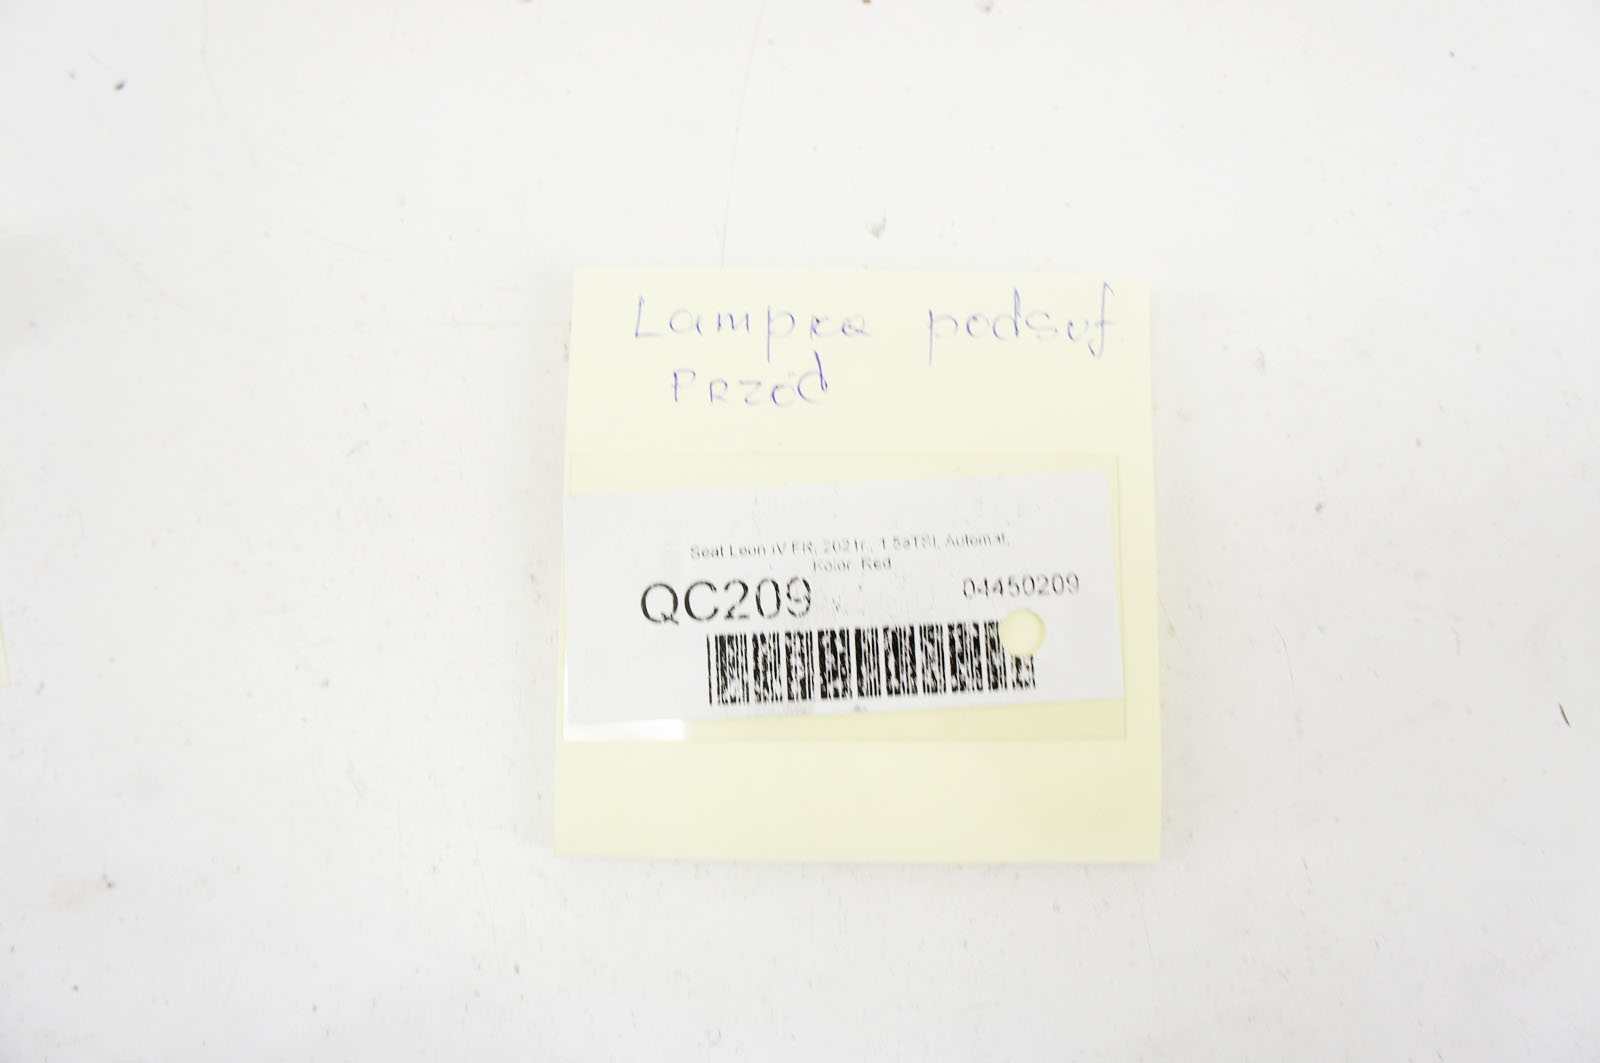 Lampka podsuf.
PRZÓD
Seat Leon IV FR, 2021r., 1.5eTSI, Automat,
Kolor: Red
QC209
04450209